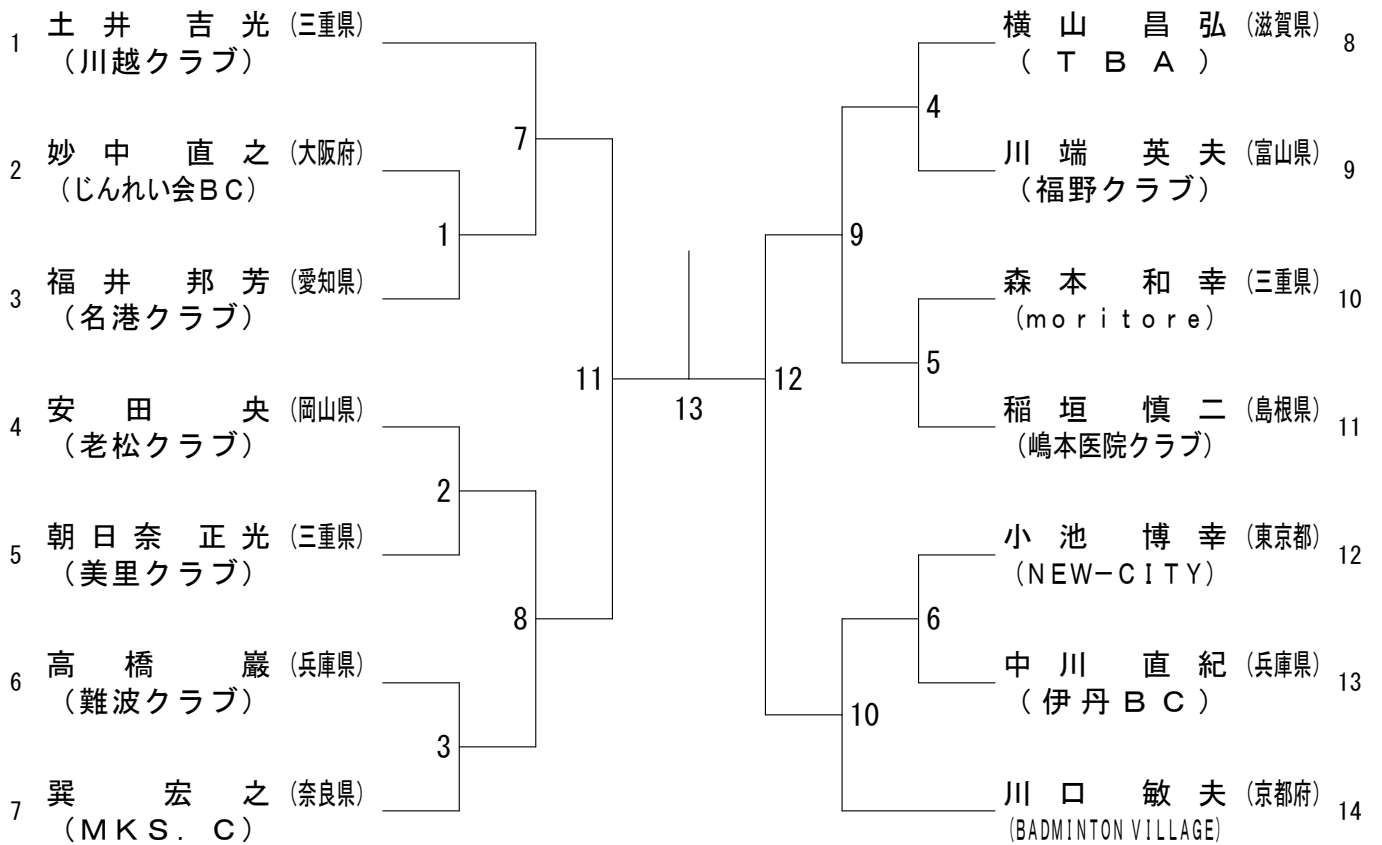 1 土井 吉光 (三重県)
(川越クラブ)
2 妙中 直之 (大阪府)
(じんれい会BC)
3 福井 邦芳 (愛知県)
(名港クラブ)
4 安田 央 (岡山県)
(老松クラブ)
5 朝日奈 正光 (三重県)
(美里クラブ)
6 高橋 巖 (兵庫県)
(難波クラブ)
7 巽 宏之 (奈良県)
(MKS. C)
7
1
11
2
8
3
13
12
4
9
5
6
10
横山 昌弘 (滋賀県) 8
(TBA)
川端 英夫 (富山県) 9
(福野クラブ)
森本 和幸 (三重県) 10
(moritore)
稲垣 慎二 (島根県) 11
(嶋本医院クラブ)
小池 博幸 (東京都) 12
(NEW-CITY)
中川 直紀 (兵庫県) 13
(伊丹BC)
川口 敏夫 (京都府) 14
(BADMINTON VILLAGE)